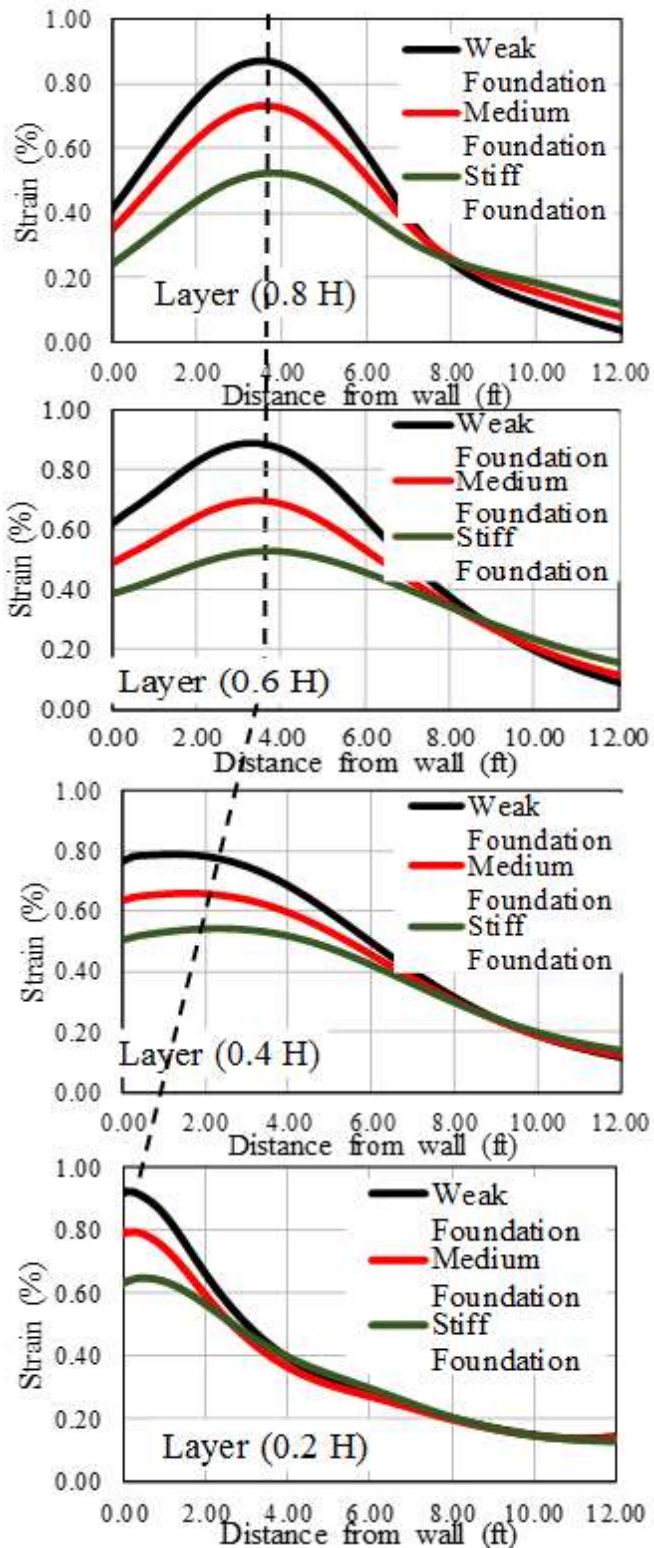 1.00
0.80
0.60
0.40
0.20
0.00
Strain (%)
Weak
Foundation
Medium
Foundation
Stiff
Foundation
Layer (0.8 H)
0.00 2.00 4.00 6.00 8.00 10.00 12.00
Distance from wall (ft)
1.00
0.80
0.60
0.40
0.20
0.00
Strain (%)
Weak
Foundation
Medium
Foundation
Stiff
Foundation
Layer (0.6 H)
0.00 2.00 4.00 6.00 8.00 10.00 12.00
Distance from wall (ft)
1.00
0.80
0.60
0.40
0.20
0.00
Strain (%)
Weak
Foundation
Medium
Foundation
Stiff
Foundation
Layer (0.4 H)
0.00 2.00 4.00 6.00 8.00 10.00 12.00
Distance from wall (ft)
1.00
0.80
0.60
0.40
0.20
0.00
Strain (%)
Weak
Foundation
Medium
Foundation
Stiff
Foundation
Layer (0.2 H)
0.00 2.00 4.00 6.00 8.00 10.00 12.00
Distance from wall (ft)